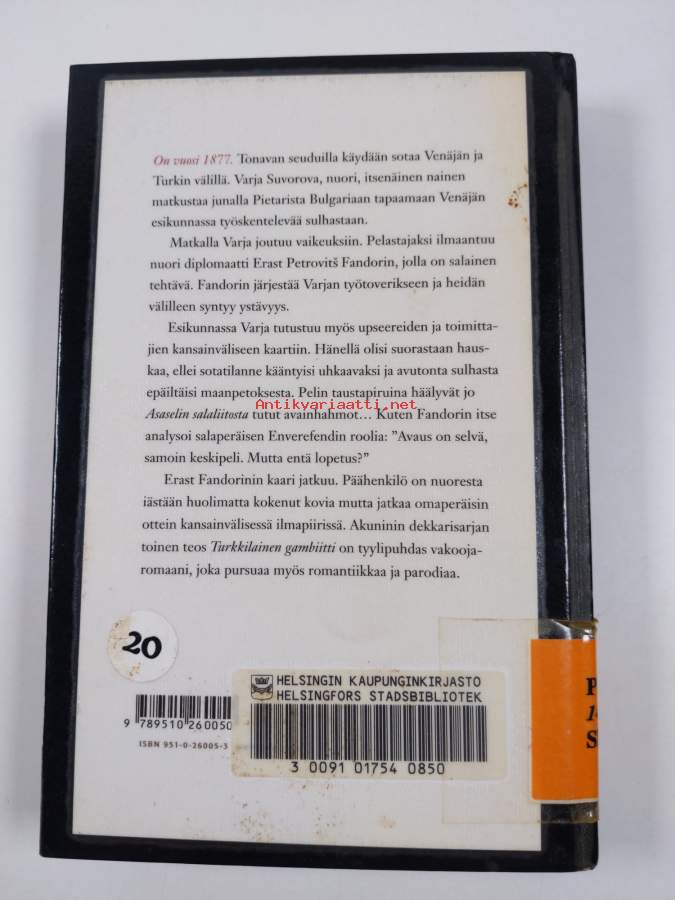 On vuosi 1877. Tonavan seuduilla käydään sotaa Venäjän ja
Turkin välillä. Varja Suvorova, nuori, itsenäinen nainen
matkustaa junalla Pietarista Bulgariaan tapaamaan Venäjän
esikunnassa työskentelevää sulhastaan.
Matkalla Varja joutuu vaikeuksiin. Pelastajaksi ilmaantuu
nuori diplomaatti Erast Petrovitš Fandorin, jolla on salainen
tehtävä. Fandorin järjestää Varjan työtoverikseen ja heidän
välilleen syntyy ystävyys.
Esikunnassa Varja tutustuu myös upseereiden ja toimitta-
jien kansainväliseen kaartiin. Hänellä olisi suorastaan haus-
kaa, ellei sotatilanne kääntyisi uhkaavaksi ja avutonta sulhasta
epäiltäisi maanpetoksesta. Pelin taustapiruina häälyvät jo
Antikvariaatti.net
Asaselin salaliitosta tutut avainhahmot... Kuten Fandorin itse
analysoi salaperäisen Enverefendin roolia: ”Avaus on selvä,
samoin keskipeli. Mutta entä lopetus?”
Erast Fandorinin kaari jatkuu. Päähenkilö on nuoresta
iästään huolimatta kokenut kovia mutta jatkaa omaperäisin
ottein kansainvälisessä ilmapiirissä. Akuninin dekkarisarjan
toinen teos Turkkilainen gambiitti on tyylipuhdas vakooja-
romaani, joka pursuaa myös romantiikkaa ja parodiaa.
20
HELSINGIN KAUPUNGINKIRJASTO
HELSINGFORS STADSBIBLIOTEK
9 789510 260050
ISBN 951-0-26005-3
3 0091 01754 0850